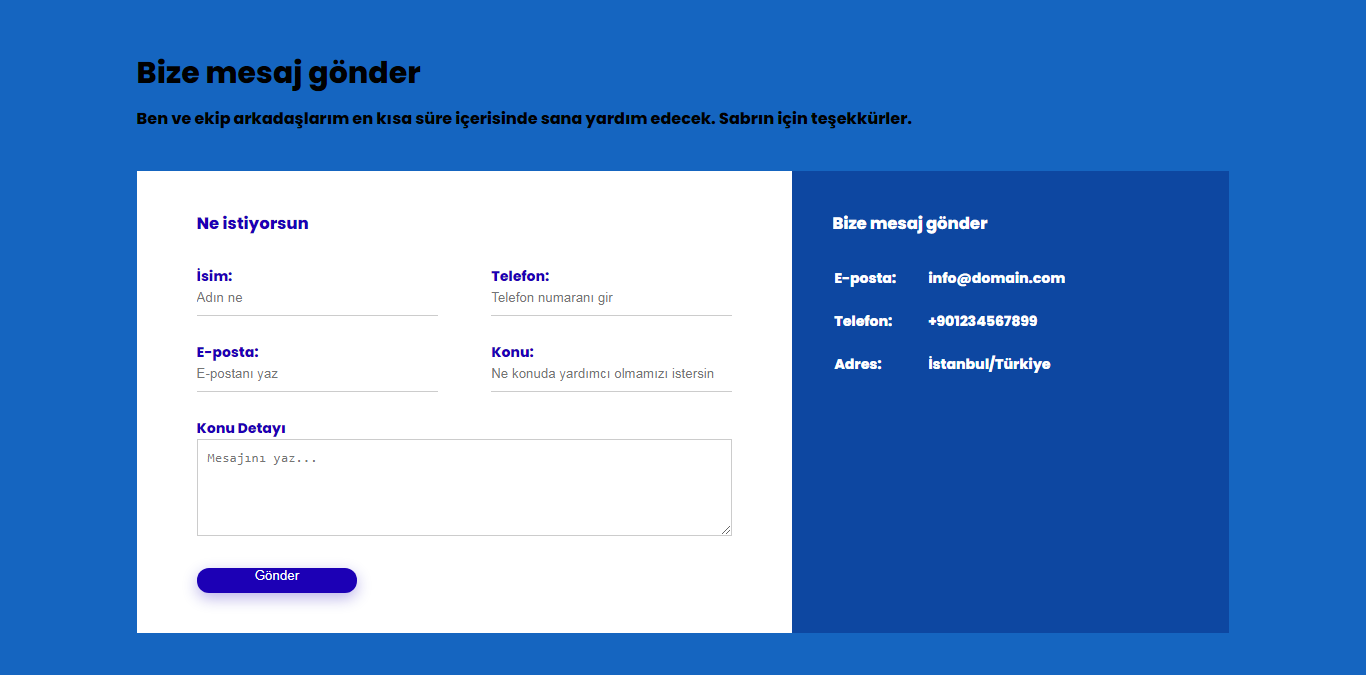 Bize mesaj gönder
Ben ve ekip arkadaşlarım en kısa süre içerisinde sana yardım edecek. Sabrın için teşekkürler.
Ne istiyorsun
İsim:
Adın ne
Telefon:
Telefon numaranı gir
E-posta:
E-postanı yaz
Konu:
Ne konuda yardımcı olmamızı istersin
Konu Detayı
Mesajını yaz...
Gönder
Bize mesaj gönder
E-posta: info@domain.com
Telefon: +901234567899
Adres: İstanbul/Türkiye